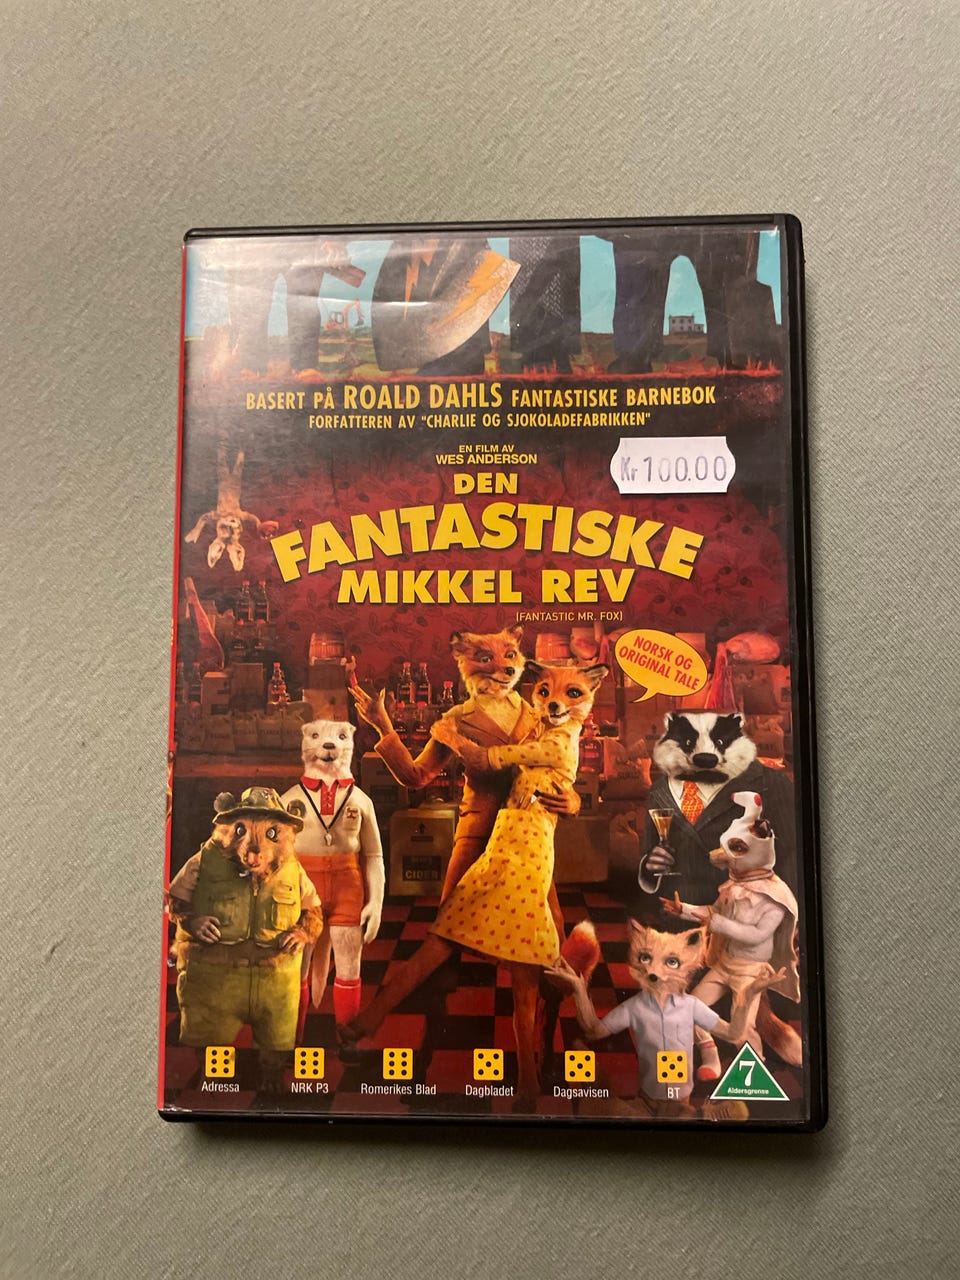 BASERT PÅ ROALD DAHLS FANTASTISKE BARNEBOK
FORFATTEREN AV "CHARLIE OG SJOKOLADEFABRIKKEN"
EN FILM AV
WES ANDERSON
Kr 100.00
DEN
FANTASTISKE
MIKKEL REV
(FANTASTIC MR. FOX)
NORSK OG
ORIGINAL TALE
CIDER
Adressa
NRK P3
Romerikes Blad
Dagbladet
Dagsavisen
BT
7
Aldersgrense